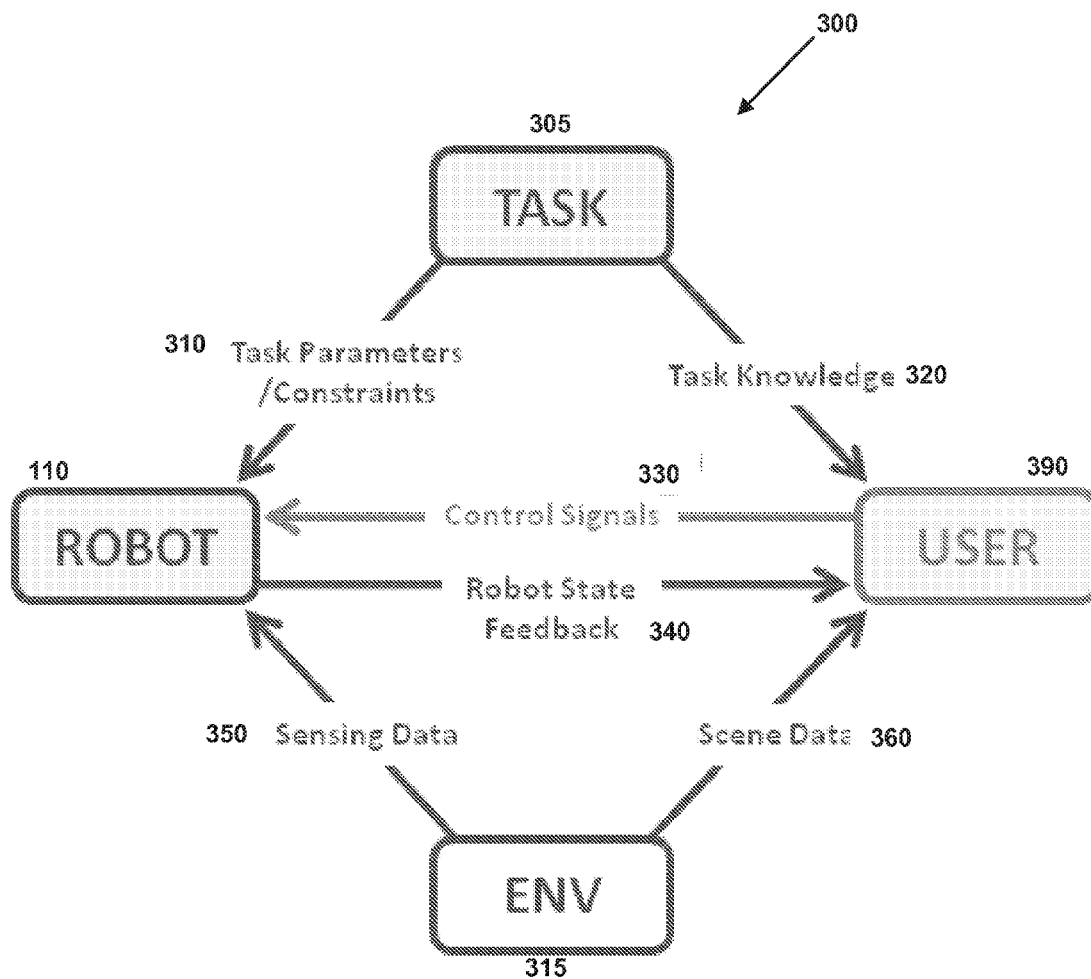 300
305
TASK
310 Task Parameters
/Constraints
Task Knowledge 320
110
330
390
ROBOT
Control Signals
USER
Robot State
Feedback 340
350 Sensing Data
Scene Data 360
ENV
315